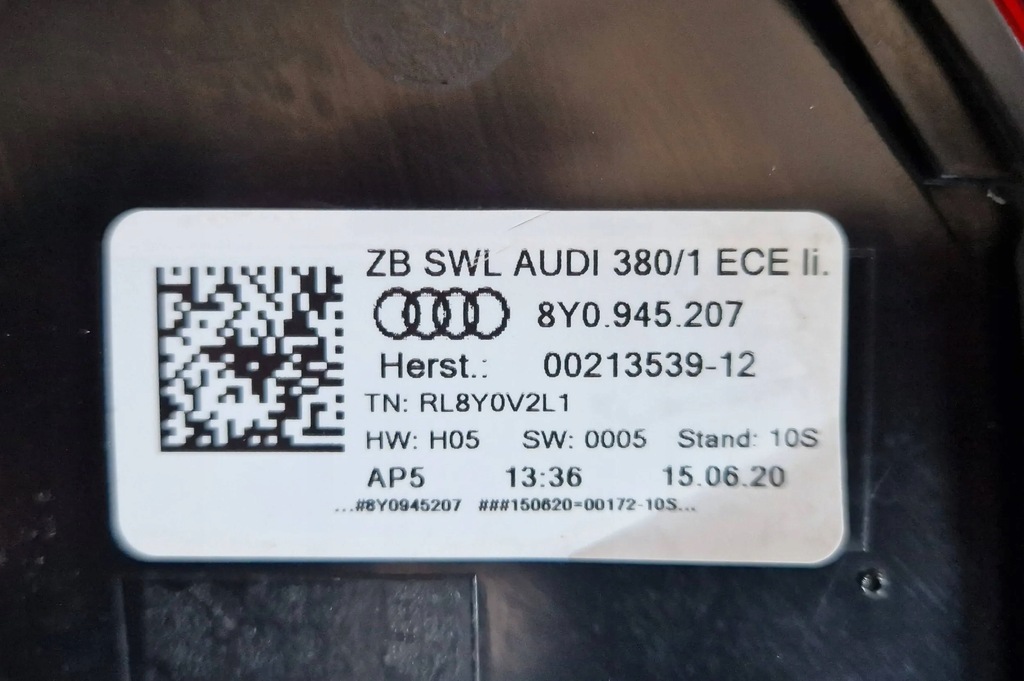 ZB SWL AUDI 380/1 ECE li.
8Y0.945.207
Herst.: 00213539-12
TN: RL8Y0V2L1
HW: H05 SW: 0005 Stand: 10S
AP5 13:36 15.06.20
...#8Y0945207 ###150620=00172-10S...